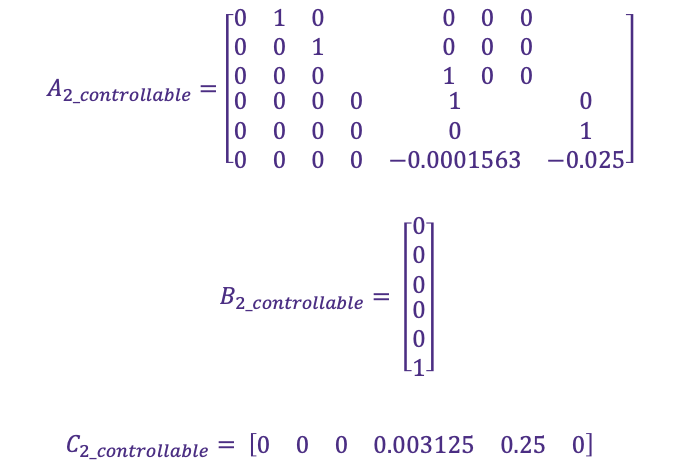 0 1 0 0 0 0
0 0 1 0 0 0
0 0 0 1 0 0
A2_controllable =
0 0 0 0 1 0
0 0 0 0 0 1
0 0 0 0 −0.0001563 −0.025
0
0
0
B2_controllable =
0
0
1
C2_controllable = [0 0 0 0.003125 0.25 0]